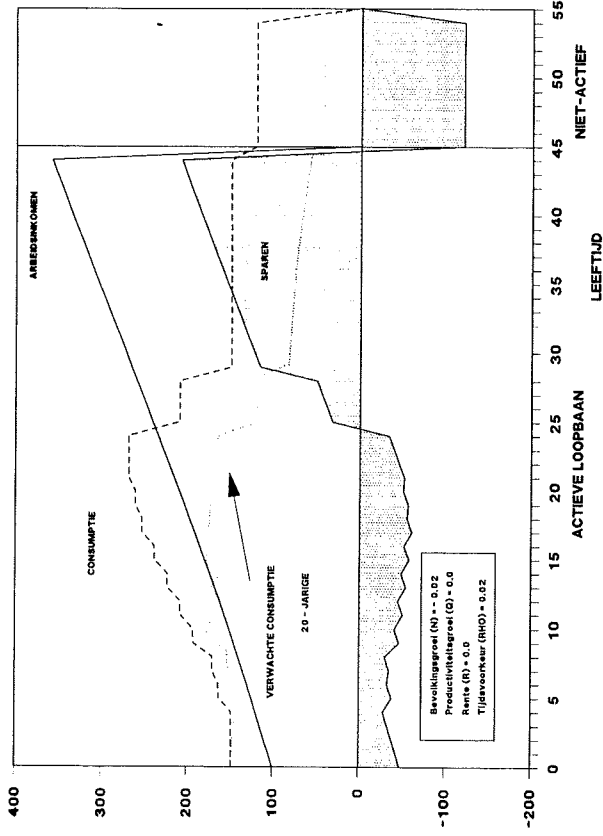 400
300
200
100
0
-100
-200
ARBEIDSINKOMEN
CONSUMPTIE
SPAREN
VERWACHTE CONSUMPTIE
20 - JARIGE
Bevolkingsgroei (N) = - 0.02
Productiviteitsgroei (Q) = 0.0
Rente (R) = 0.0
Tijdsvoorkeur (RHO) = 0.02
0 5 10 15 20 25 30 35 40 45 50 55
ACTIEVE LOOPBAAN
NIET-ACTIEF
LEEFTIJD